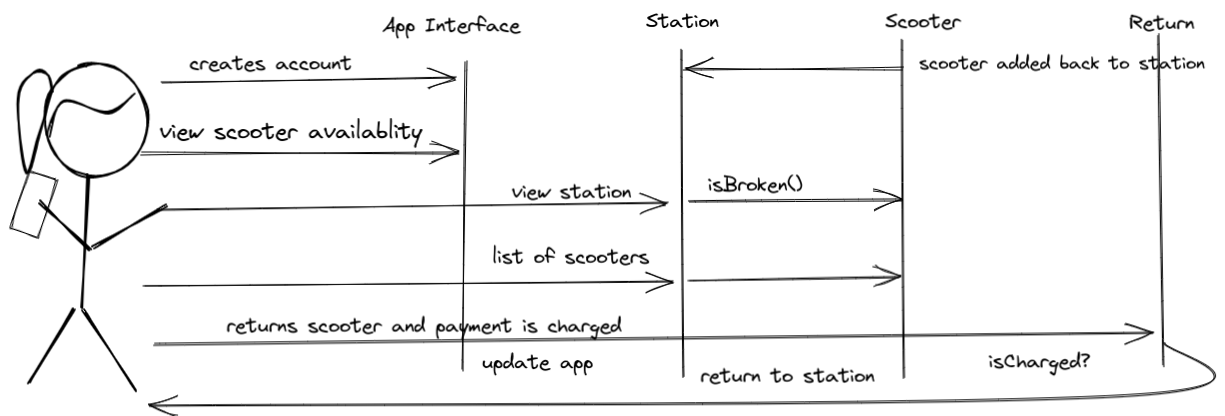 App Interface
Station
Scooter
Return
creates account
scooter added back to station
view scooter availablity
view station
isBroken()
list of scooters
returns scooter and payment is charged
update app
return to station
isCharged?